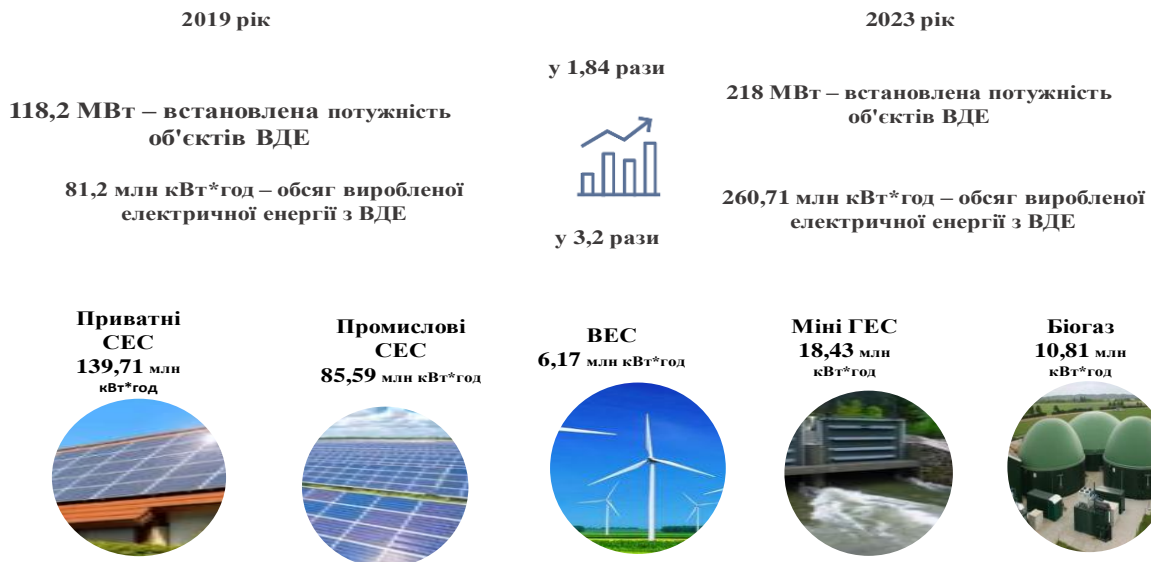 2019 рік
2023 рік
у 1,84 рази
118,2 МВт – встановлена потужність
об'єктів ВДЕ
218 МВт – встановлена потужність
об'єктів ВДЕ
81,2 млн кВт*год – обсяг виробленої
електричної енергії з ВДЕ
260,71 млн кВт*год – обсяг виробленої
електричної енергії з ВДЕ
у 3,2 рази
Приватні
СЕС
139,71 млн
кВт*год
Промислові
СЕС
85,59 млн кВт*год
ВЕС
6,17 млн кВт*год
Міні ГЕС
18,43 млн
кВт*год
Біогаз
10,81 млн
кВт*год